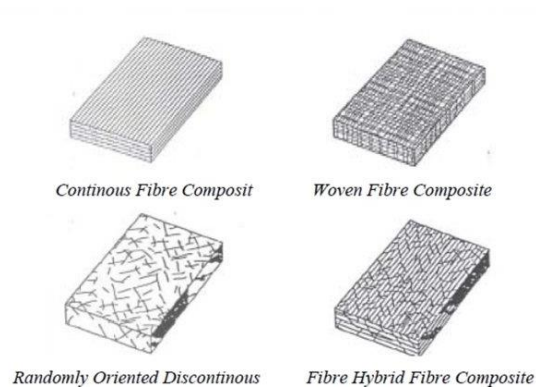 Continous Fibre Composit
Woven Fibre Composite
Randomly Oriented Discontinous
Fibre Hybrid Fibre Composite